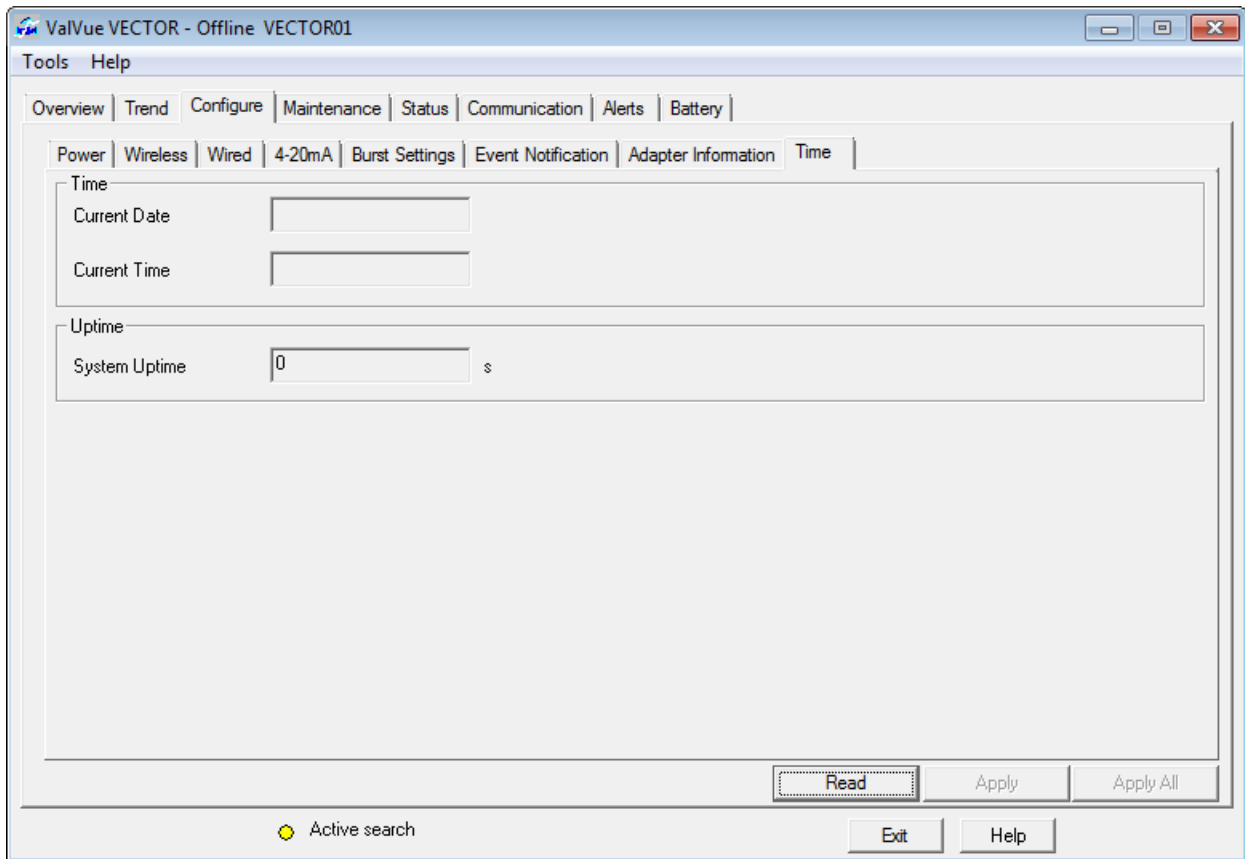 ValVue VECTOR - Offline VECTOR01
Tools Help
Overview Trend Configure Maintenance Status Communication Alerts Battery
Power Wireless Wired 4-20mA Burst Settings Event Notification Adapter Information Time
Time
Current Date
Current Time
Uptime
System Uptime 0 s
Read Apply Apply All
Active search Exit Help